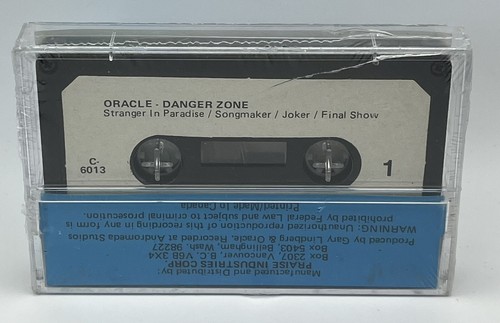 ORACLE - DANGER ZONE
Stranger In Paradise / Songmaker / Joker / Final Show
C-
6013
1
Manufactured and Distributed by:
PRAISE INDUSTRIES CORP.
Box 2307, Vancouver, B.C. V6B 3X4
Box 5403, Bellingham, Wash. 98227
Produced by Gary Lindberg & Oracle, Recorded at Andromeda Studios
WARNING: Unauthorized reproduction of this recording in any form is
prohibited by Federal Law and subject to criminal prosecution.
Printed/Made In Canada